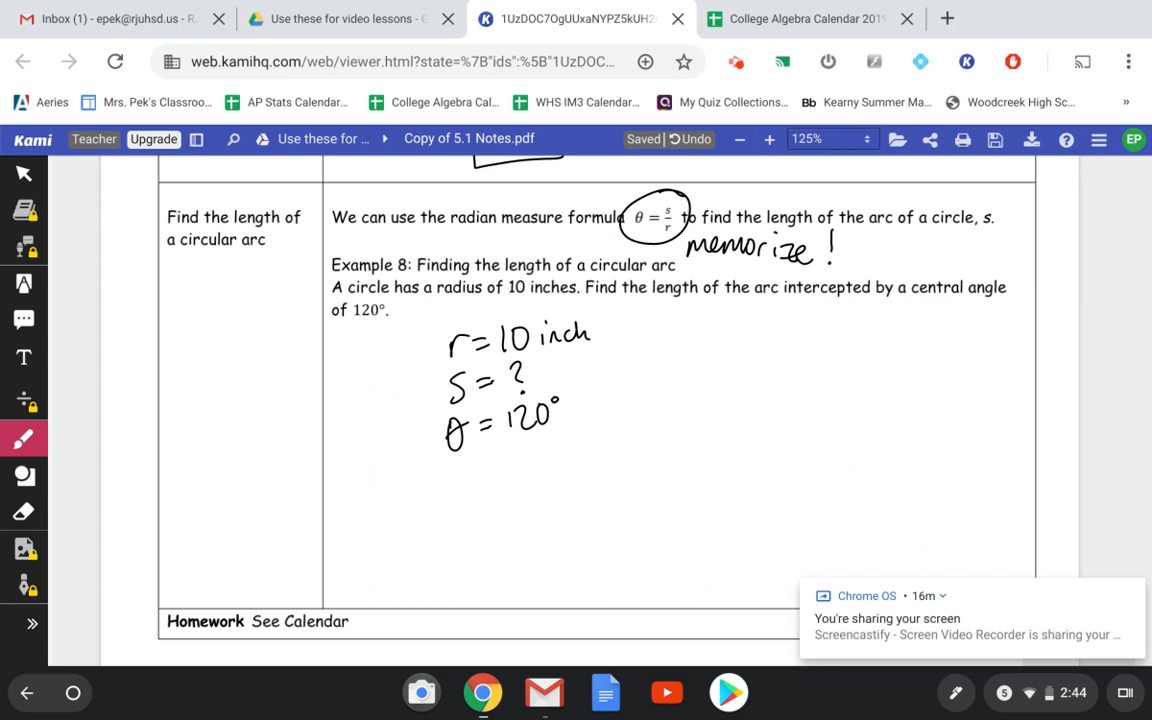 Inbox (1) - epek@rjuhsd.us - R.
Use these for video lessons - G
1UzDOC7OgUUxaNYPZ5kUH2
College Algebra Calendar 2019
web.kamihq.com/web/viewer.html?state=%7B"ids":%5B"1UzDOC...
Aeries
Mrs. Pek's Classroo...
AP Stats Calendar...
College Algebra Cal...
WHS IM3 Calendar...
My Quiz Collections...
Bb Kearny Summer Ma...
Woodcreek High Sc...
»
Kami
Teacher
Upgrade
Use these for ...
Copy of 5.1 Notes.pdf
Saved
Undo
125%
EP
Find the length of
a circular arc
We can use the radian measure formula θ = s/r to find the length of the arc of a circle, s.
memorize!
Example 8: Finding the length of a circular arc
A circle has a radius of 10 inches. Find the length of the arc intercepted by a central angle
of 120°.
r = 10 inch
s = ?
θ = 120°
Homework See Calendar
Chrome OS • 16m
You're sharing your screen
Screencastify - Screen Video Recorder is sharing your ...
5
2:44